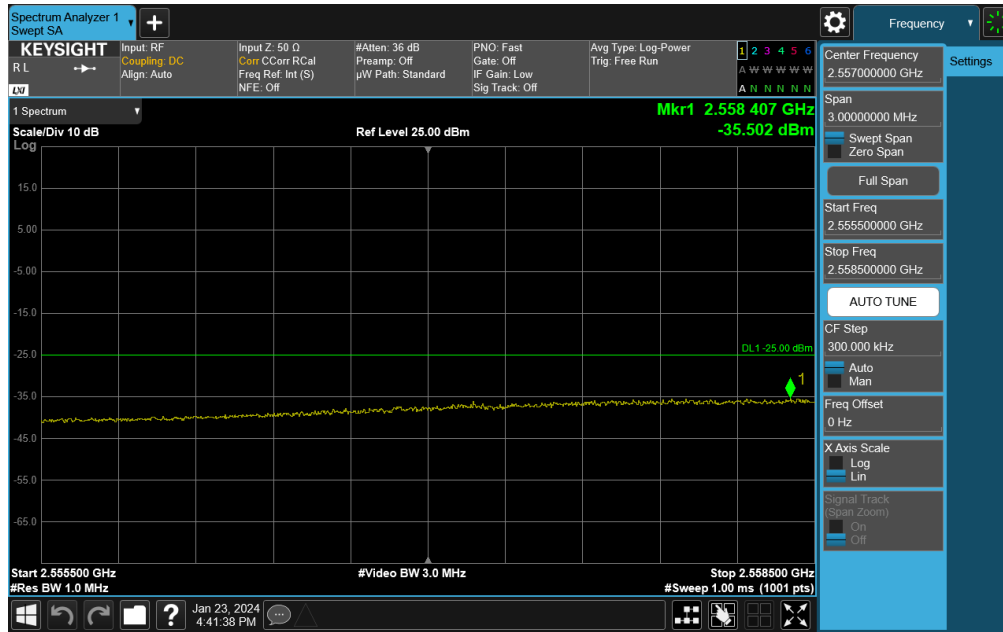 Spectrum Analyzer 1
Swept SA
Frequency
KEYSIGHT
R L
LXI
Input: RF
Coupling: DC
Align: Auto
Input Z: 50 Ω
Corr CCorr RCal
Freq Ref: Int (S)
NFE: Off
#Atten: 36 dB
Preamp: Off
µW Path: Standard
PNO: Fast
Gate: Off
IF Gain: Low
Sig Track: Off
Avg Type: Log-Power
Trig: Free Run
1 2 3 4 5 6
A W W W W W
A N N N N N
1 Spectrum
Mkr1 2.558 407 GHz
-35.502 dBm
Scale/Div 10 dB
Ref Level 25.00 dBm
Log
15.0
5.00
-5.00
-15.0
-25.0
DL1 -25.00 dBm
1
-35.0
-45.0
-55.0
-65.0
Start 2.555500 GHz
#Video BW 3.0 MHz
Stop 2.558500 GHz
#Res BW 1.0 MHz
#Sweep 1.00 ms (1001 pts)
Jan 23, 2024
4:41:38 PM
Center Frequency
2.557000000 GHz
Settings
Span
3.00000000 MHz
Swept Span
Zero Span
Full Span
Start Freq
2.555500000 GHz
Stop Freq
2.558500000 GHz
AUTO TUNE
CF Step
300.000 kHz
Auto
Man
Freq Offset
0 Hz
X Axis Scale
Log
Lin
Signal Track
(Span Zoom)
On
Off